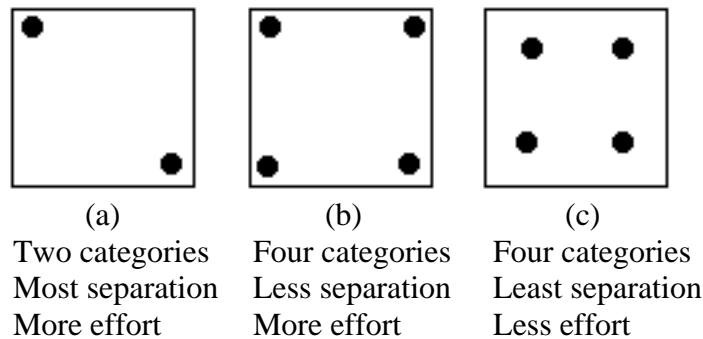 (a)
Two categories
Most separation
More effort
(b)
Four categories
Less separation
More effort
(c)
Four categories
Least separation
Less effort